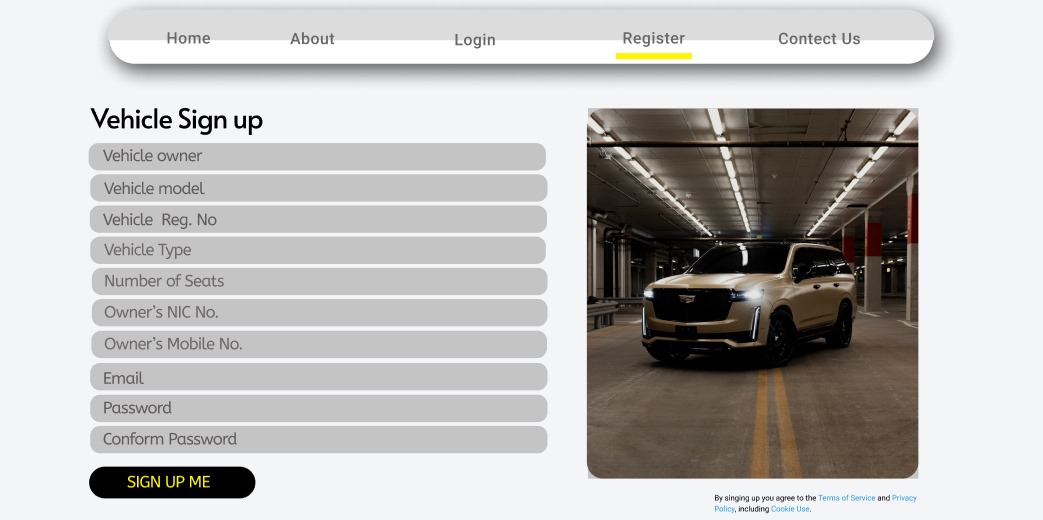 Home About Login Register Contect Us
Vehicle Sign up
Vehicle owner
Vehicle model
Vehicle Reg. No
Vehicle Type
Number of Seats
Owner's NIC No.
Owner's Mobile No.
Email
Password
Conform Password
SIGN UP ME
By singing up you agree to the Terms of Service and Privacy
Policy, including Cookie Use.